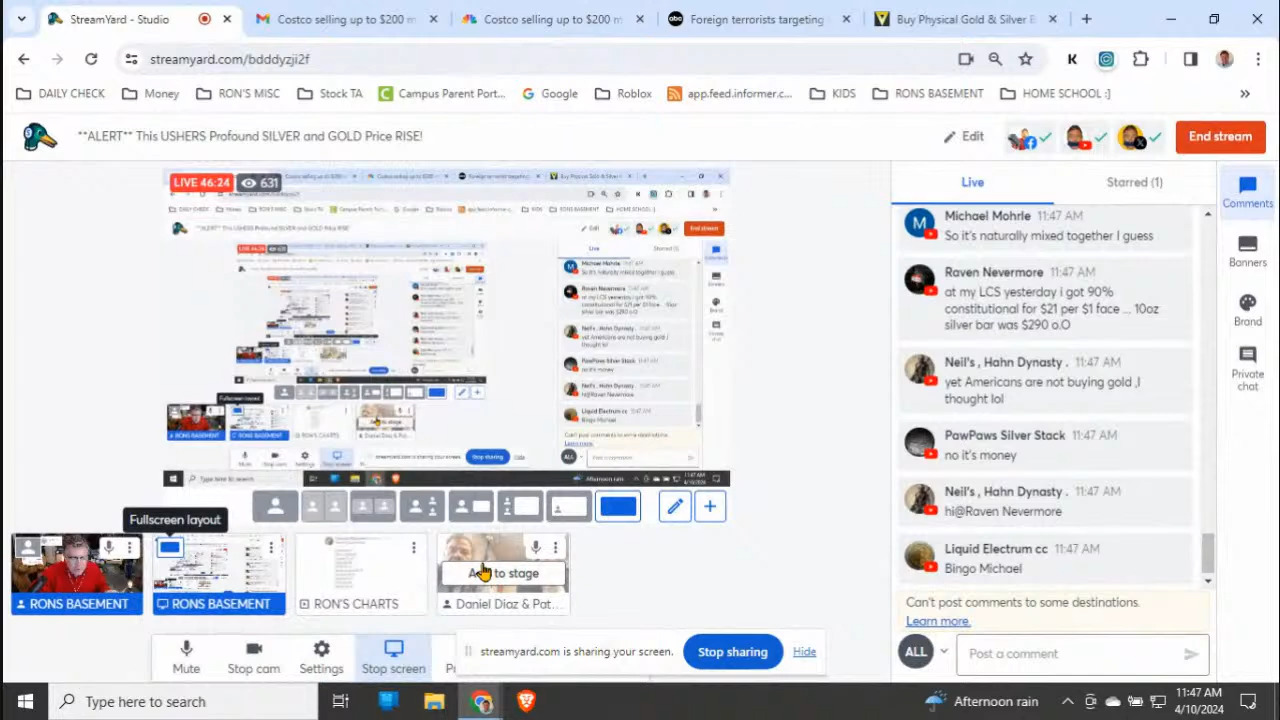 StreamYard - Studio
Costco selling up to $200 m
Costco selling up to $200 m
Foreign terrorists targeting
Buy Physical Gold & Silver B
streamyard.com/bdddyzji2f
DAILY CHECK
Money
RON'S MISC
Stock TA
Campus Parent Port...
Google
Roblox
app.feed.informer.c...
KIDS
RONS BASEMENT
HOME SCHOOL :)
**ALERT** This USHERS Profound SILVER and GOLD Price RISE!
Edit
End stream
LIVE 46:24
631
Live
Starred (1)
Comments
Banners
Brand
Private
chat
Michael Mohrle 11:47 AM
So it's naturally mixed together I guess
Raven Nevermore 11:47 AM
at my LCS yesterday i got 90%
constitutional for $21 per $1 face -- 10oz
silver bar was $290 o.O
Neil's , Hahn Dynasty . 11:47 AM
yet Americans are not buying gold ,i
thought lol
PawPaws Silver Stack 11:47 AM
no it's money
Neil's , Hahn Dynasty . 11:47 AM
hi@Raven Nevermore
Liquid Electrum cc 11:47 AM
Bingo Michael
Can't post comments to some destinations.
Learn more.
ALL
Post a comment
Fullscreen layout
RONS BASEMENT
RONS BASEMENT
RON'S CHARTS
to stage
Daniel Diaz & Pat...
Mute
Stop cam
Settings
Stop screen
streamyard.com is sharing your screen.
Stop sharing
Hide
Type here to search
Afternoon rain
11:47 AM
4/10/2024